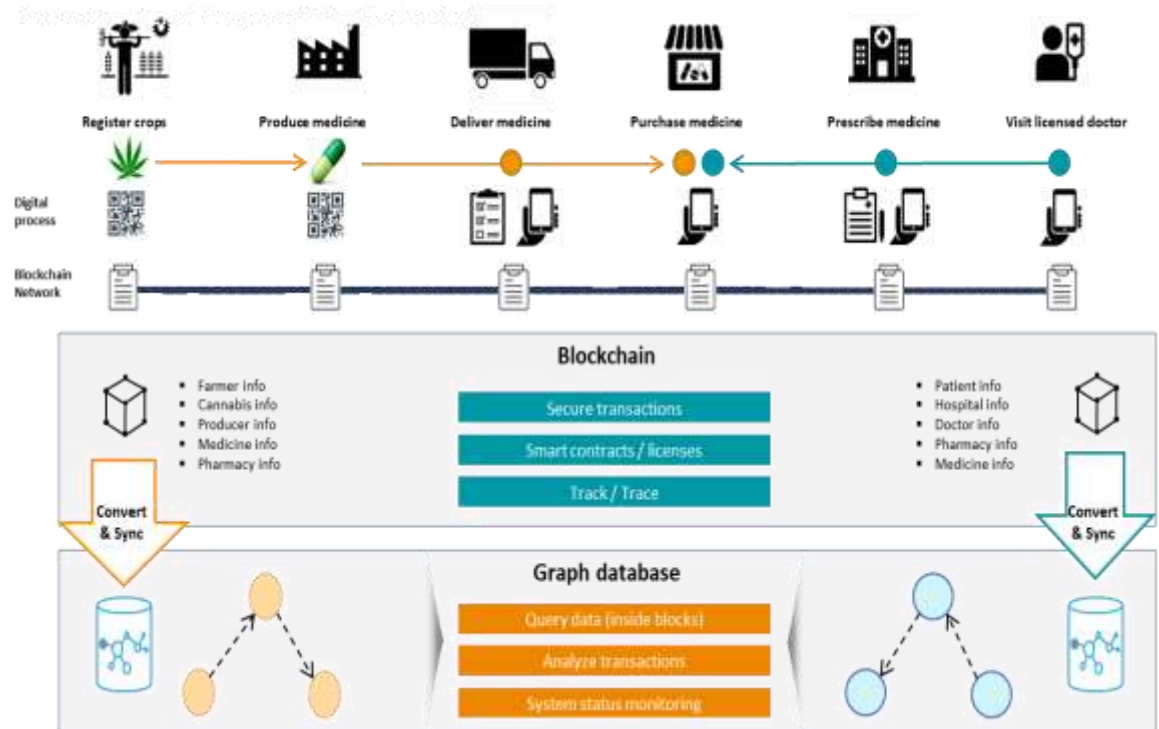 Register crops
Produce medicine
Deliver medicine
Purchase medicine
Prescribe medicine
Visit licensed doctor
Digital
process
Blockchain
Network
Blockchain
Farmer info
Cannabis info
Producer info
Medicine info
Pharmacy info
Secure transactions
Smart contracts / licenses
Track / Trace
Patient info
Hospital info
Doctor info
Pharmacy info
Medicine info
Convert
& Sync
Convert
& Sync
Graph database
Query data (inside blocks)
Analyze transactions
System status monitoring